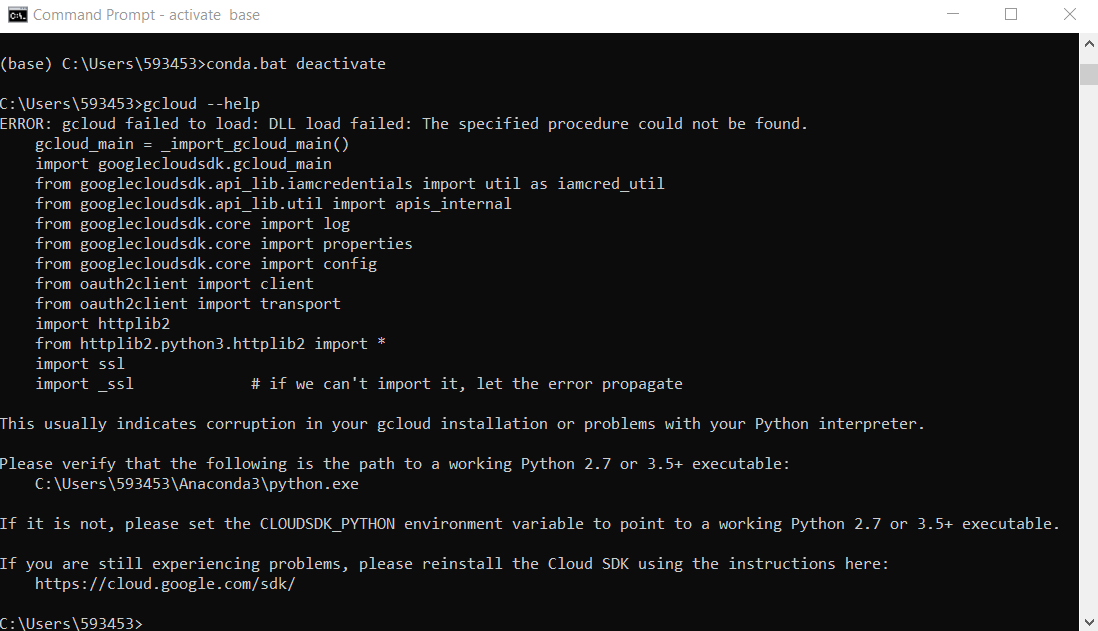 Command Prompt - activate base
(base) C:\Users\593453>conda.bat deactivate
C:\Users\593453>gcloud --help
ERROR: gcloud failed to load: DLL load failed: The specified procedure could not be found.
    gcloud_main = _import_gcloud_main()
    import googlecloudsdk.gcloud_main
    from googlecloudsdk.api_lib.iamcredentials import util as iamcred_util
    from googlecloudsdk.api_lib.util import apis_internal
    from googlecloudsdk.core import log
    from googlecloudsdk.core import properties
    from googlecloudsdk.core import config
    from oauth2client import client
    from oauth2client import transport
    import httplib2
    from httplib2.python3.httplib2 import *
    import ssl
    import _ssl             # if we can't import it, let the error propagate
This usually indicates corruption in your gcloud installation or problems with your Python interpreter.
Please verify that the following is the path to a working Python 2.7 or 3.5+ executable:
    C:\Users\593453\Anaconda3\python.exe
If it is not, please set the CLOUDSDK_PYTHON environment variable to point to a working Python 2.7 or 3.5+ executable.
If you are still experiencing problems, please reinstall the Cloud SDK using the instructions here:
    https://cloud.google.com/sdk/
C:\Users\593453>